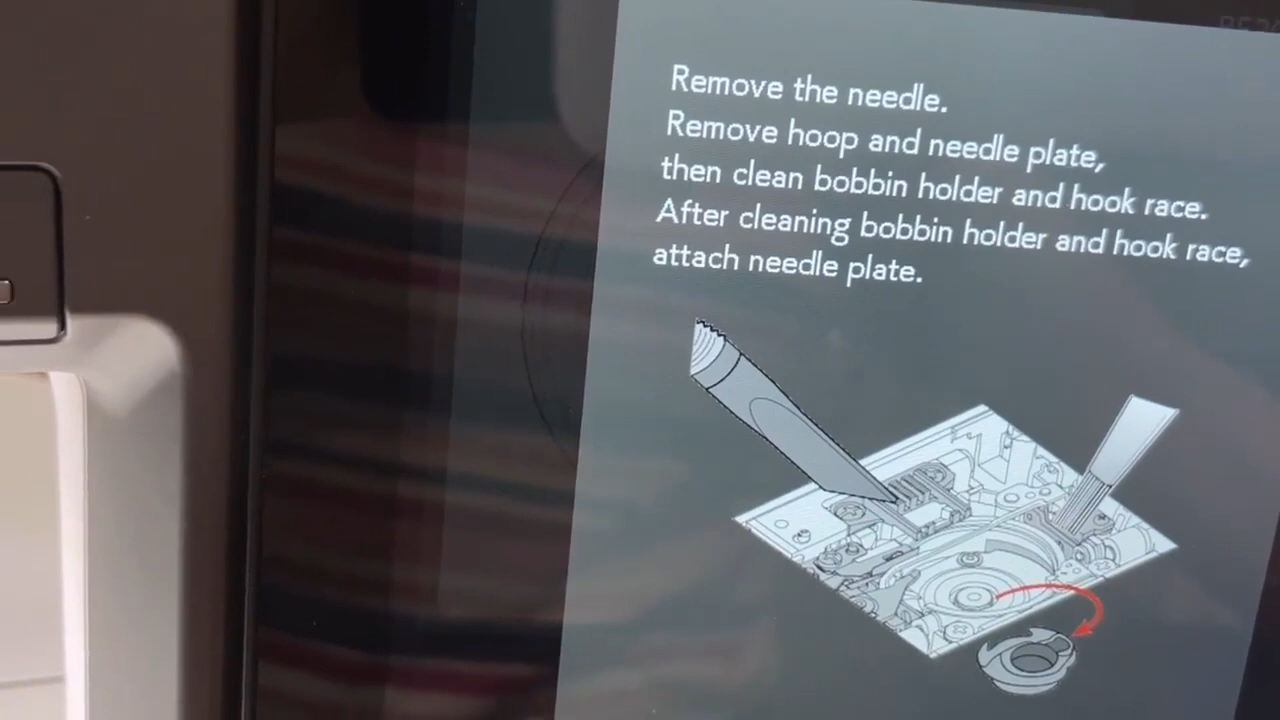 Remove the needle.
Remove hoop and needle plate,
then clean bobbin holder and hook race.
After cleaning bobbin holder and hook race,
attach needle plate.